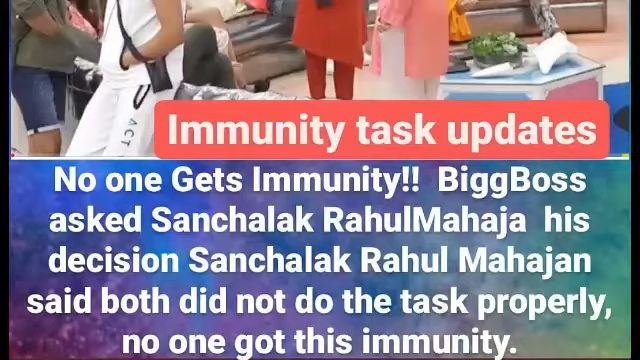 ACT
Immunity task updates
No one Gets Immunity!! BiggBoss
asked Sanchalak RahulMahaja his
decision Sanchalak Rahul Mahajan
said both did not do the task properly,
no one got this immunity.